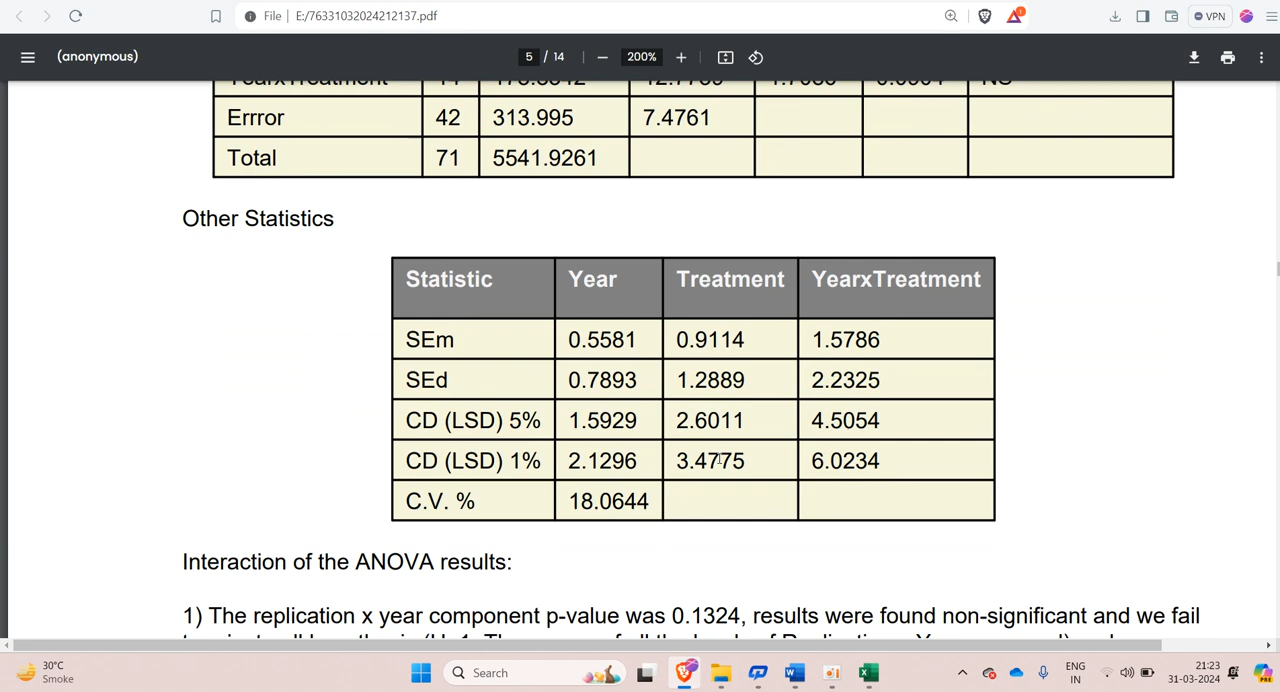 File | E:/76331032024212137.pdf
1
VPN
(anonymous)
5 / 14
200%
Errror 42 313.995 7.4761
Total 71 5541.9261
Other Statistics
Statistic Year Treatment YearxTreatment
SEm 0.5581 0.9114 1.5786
SEd 0.7893 1.2889 2.2325
CD (LSD) 5% 1.5929 2.6011 4.5054
CD (LSD) 1% 2.1296 3.4775 6.0234
C.V. % 18.0644
Interaction of the ANOVA results:
1) The replication x year component p-value was 0.1324, results were found non-significant and we fail
30°C
Smoke
Search
ENG
IN
21:23
31-03-2024